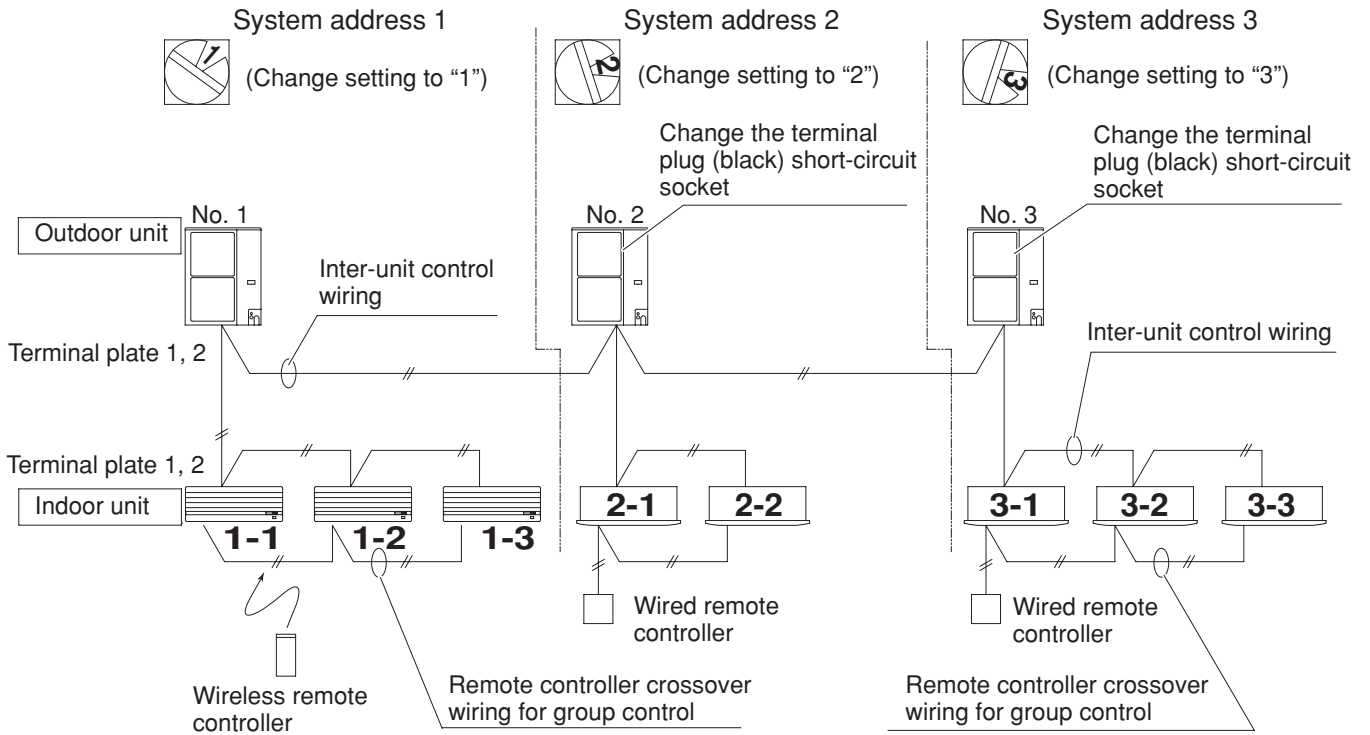 System address 1
System address 2
System address 3
1
(Change setting to “1”)
2
(Change setting to “2”)
3
(Change setting to “3”)
Change the terminal
plug (black) short-circuit
socket
Change the terminal
plug (black) short-circuit
socket
Outdoor unit
No. 1
No. 2
No. 3
Inter-unit control
wiring
Inter-unit control wiring
Terminal plate 1, 2
Terminal plate 1, 2
Indoor unit
1-1
1-2
1-3
2-1
2-2
3-1
3-2
3-3
Wired remote
controller
Wired remote
controller
Wireless remote
controller
Remote controller crossover
wiring for group control
Remote controller crossover
wiring for group control